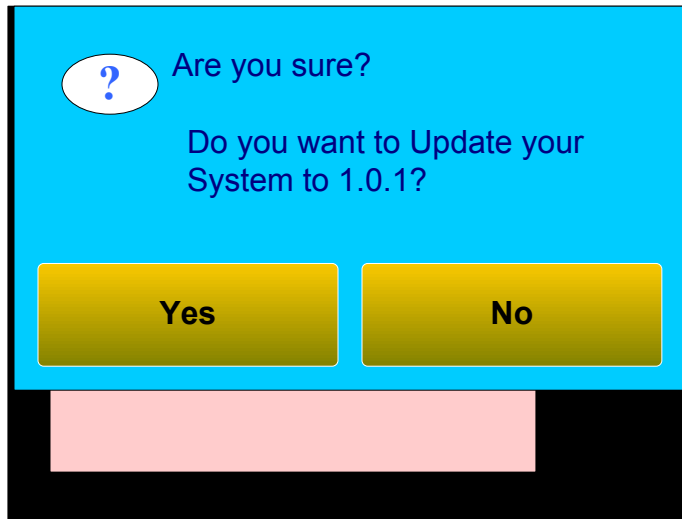 ?
Are you sure?
Do you want to Update your
System to 1.0.1?
Yes
No